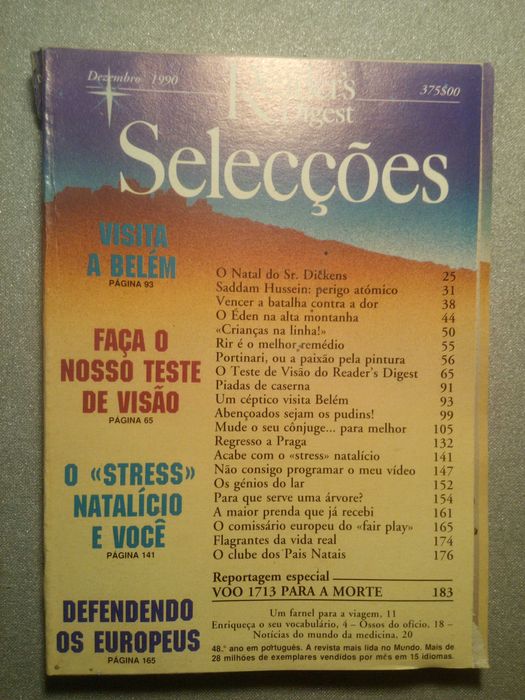 Dezembro 1990
Reader's
Digest
375$00
Selecções
VISITA
A BELÉM
PÁGINA 93
FAÇA O
NOSSO TESTE
DE VISÃO
PÁGINA 65
O «STRESS»
NATALÍCIO
E VOCÊ
PÁGINA 141
DEFENDENDO
OS EUROPEUS
PÁGINA 165
O Natal do Sr. Dickens 25
Saddam Hussein: perigo atómico 31
Vencer a batalha contra a dor 38
O Éden na alta montanha 44
«Crianças na linha!» 50
Rir é o melhor remédio 55
Portinari, ou a paixão pela pintura 56
O Teste de Visão do Reader's Digest 65
Piadas de caserna 91
Um céptico visita Belém 93
Abençoados sejam os pudins! 99
Mude o seu cônjuge... para melhor 105
Regresso a Praga 132
Acabe com o «stress» natalício 141
Não consigo programar o meu vídeo 147
Os génios do lar 152
Para que serve uma árvore? 154
A maior prenda que já recebi 161
O comissário europeu do «fair play» 165
Flagrantes da vida real 174
O clube dos Pais Natais 176
Reportagem especial
VOO 1713 PARA A MORTE 183
Um farnel para a viagem, 11
Enriqueça o seu vocabulário, 4 – Ossos do ofício, 18 –
Notícias do mundo da medicina, 20
48.º ano em português. A revista mais lida no Mundo. Mais de
28 milhões de exemplares vendidos por mês em 15 idiomas.